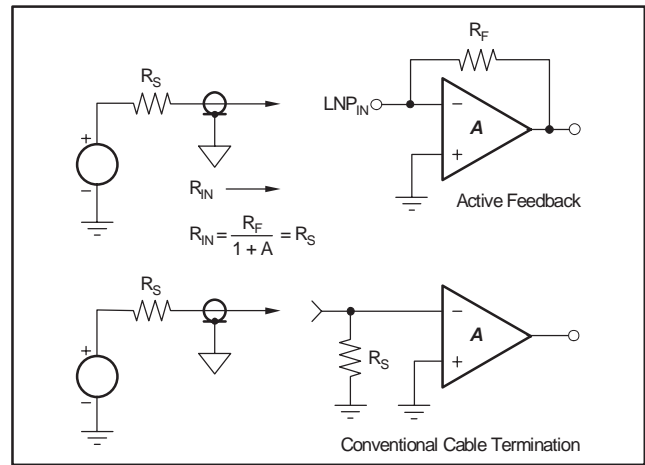 R_F
R_S
LNP_IN
−
A
+
+
−
R_IN
Active Feedback
R_IN = R_F / 1 + A = R_S
R_S
−
A
+
R_S
+
−
Conventional Cable Termination